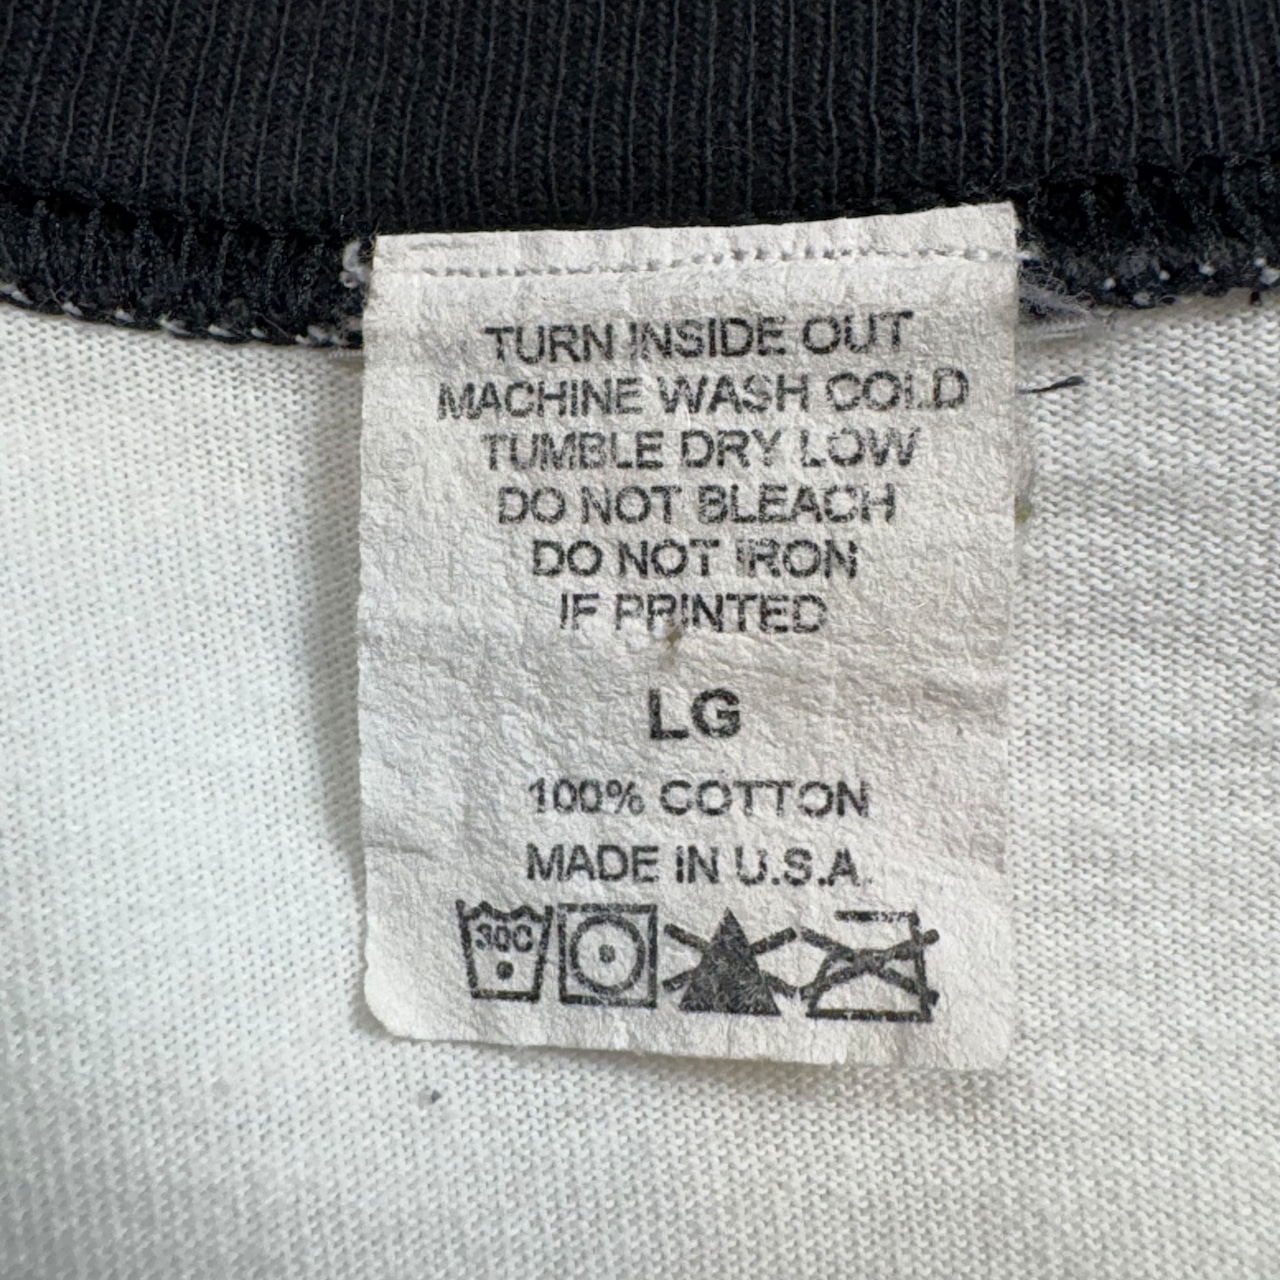 TURN INSIDE OUT
MACHINE WASH COLD
TUMBLE DRY LOW
DO NOT BLEACH
DO NOT IRON
IF PRINTED
LG
100% COTTON
MADE IN U.S.A.
30C